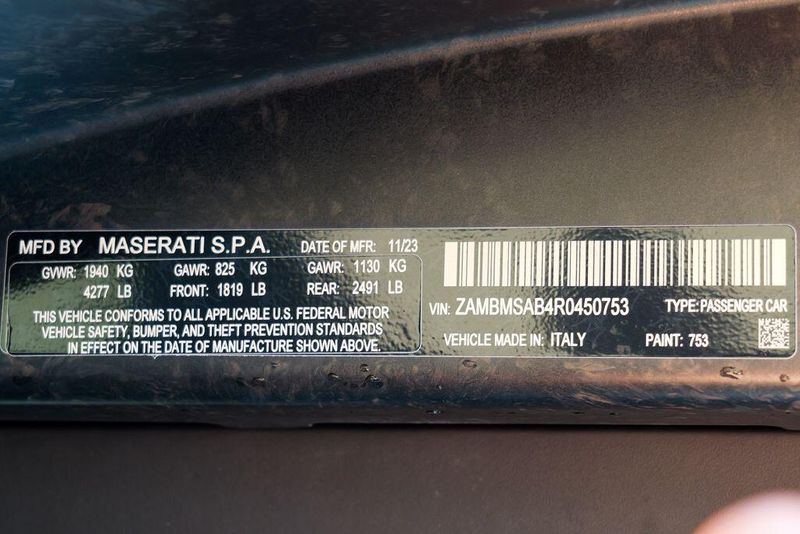 MFD BY MASERATI S.P.A. DATE OF MFR: 11/23
GVWR: 1940 KG GAWR: 825 KG GAWR: 1130 KG
4277 LB FRONT: 1819 LB REAR: 2491 LB
THIS VEHICLE CONFORMS TO ALL APPLICABLE U.S. FEDERAL MOTOR
VEHICLE SAFETY, BUMPER, AND THEFT PREVENTION STANDARDS
IN EFFECT ON THE DATE OF MANUFACTURE SHOWN ABOVE.
VIN: ZAMBMSAB4R0450753 TYPE: PASSENGER CAR
VEHICLE MADE IN: ITALY PAINT: 753